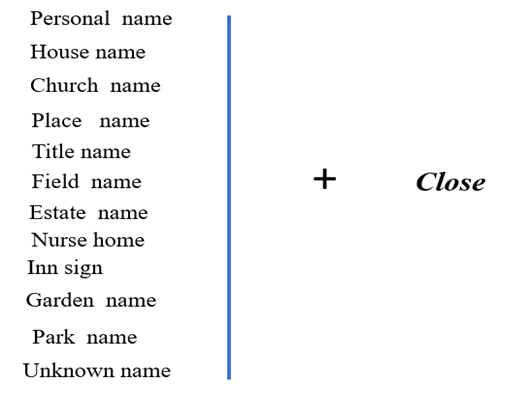 Personal name
House name
Church name
Place name
Title name
Field name
Estate name
Nurse home
Inn sign
Garden name
Park name
Unknown name
+ Close